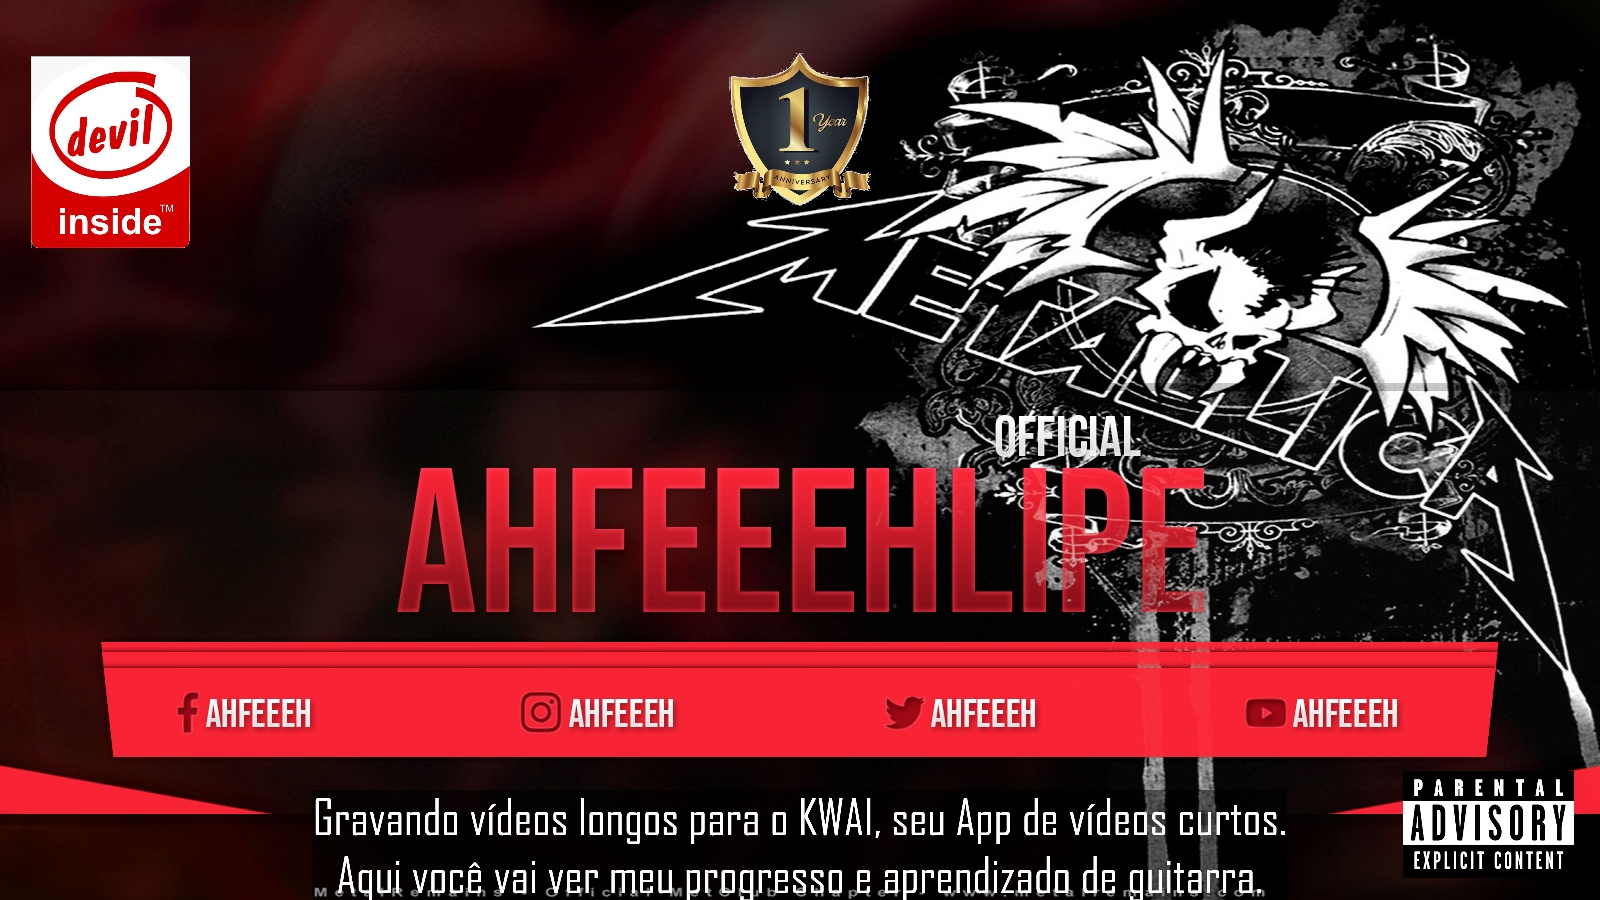 devil
inside™
1
Year
ANNIVERSARY
METALLICA
OFFICIAL
AHFEEEHLIPE
AHFEEEH
AHFEEEH
AHFEEEH
AHFEEEH
PARENTAL
ADVISORY
EXPLICIT CONTENT
Gravando vídeos longos para o KWAI, seu App de vídeos curtos.
Aqui você vai ver meu progresso e aprendizado de guitarra.